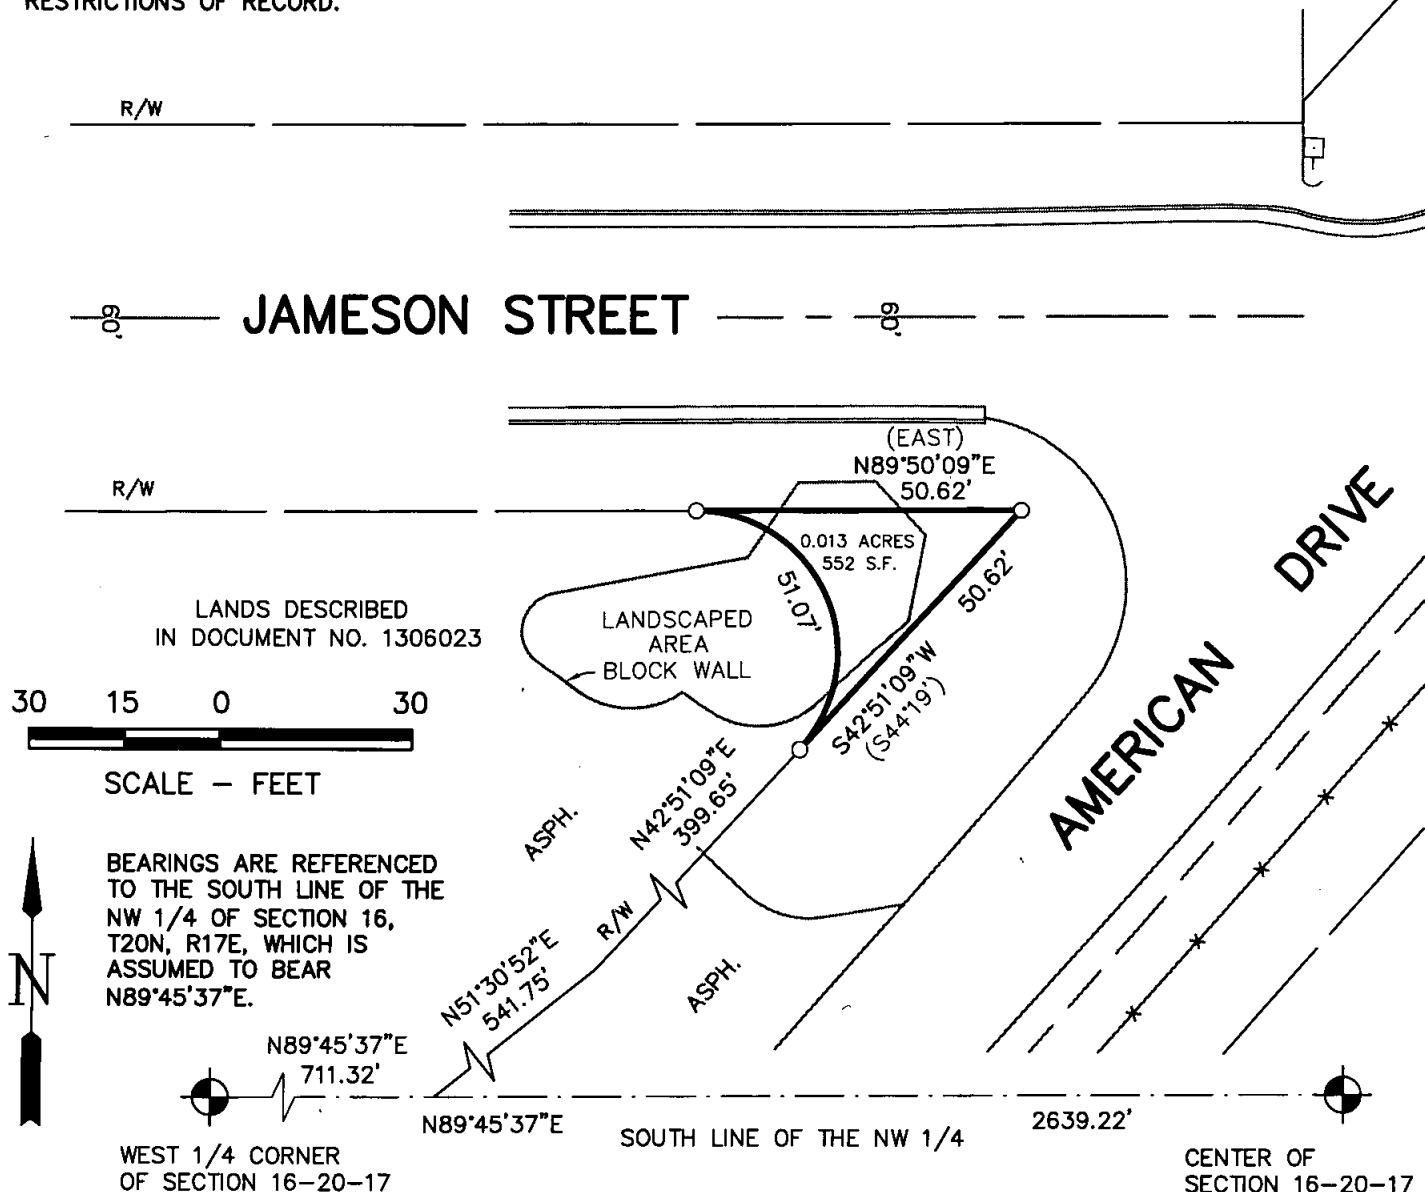 RESTRICTIONS OF RECORD.
R/W
60'
JAMESON STREET
60'
(EAST)
N89°50'09"E
50.62'
R/W
0.013 ACRES
552 S.F.
51.07'
50.62'
S42°51'09"W
(S44°19')
LANDS DESCRIBED
IN DOCUMENT NO. 1306023
LANDSCAPED
AREA
BLOCK WALL
AMERICAN DRIVE
30 15 0 30
SCALE – FEET
N42°51'09"E
399.65'
ASPH.
BEARINGS ARE REFERENCED
TO THE SOUTH LINE OF THE
NW 1/4 OF SECTION 16,
T20N, R17E, WHICH IS
ASSUMED TO BEAR
N89°45'37"E.
N
R/W
N51°30'52"E
541.75'
ASPH.
N89°45'37"E
711.32'
N89°45'37"E
SOUTH LINE OF THE NW 1/4
2639.22'
WEST 1/4 CORNER
OF SECTION 16–20–17
CENTER OF
SECTION 16–20–17